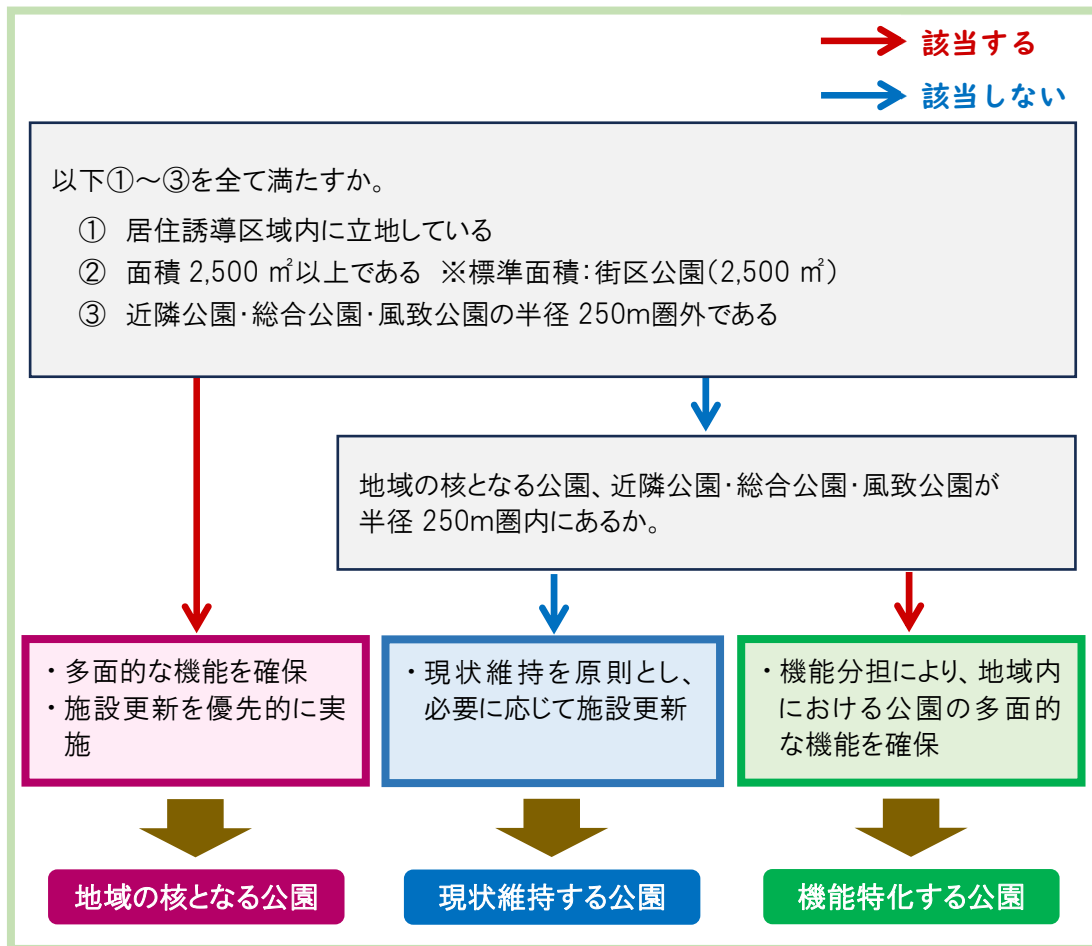 該当する
該当しない
以下①～③を全て満たすか。
① 居住誘導区域内に立地している
② 面積 2,500 ㎡以上である ※標準面積：街区公園（2,500 ㎡）
③ 近隣公園・総合公園・風致公園の半径 250m圏外である
地域の核となる公園、近隣公園・総合公園・風致公園が
半径 250m圏内にあるか。
・多面的な機能を確保
・施設更新を優先的に実
施
・現状維持を原則とし、
必要に応じて施設更新
・機能分担により、地域内
における公園の多面的
な機能を確保
地域の核となる公園
現状維持する公園
機能特化する公園